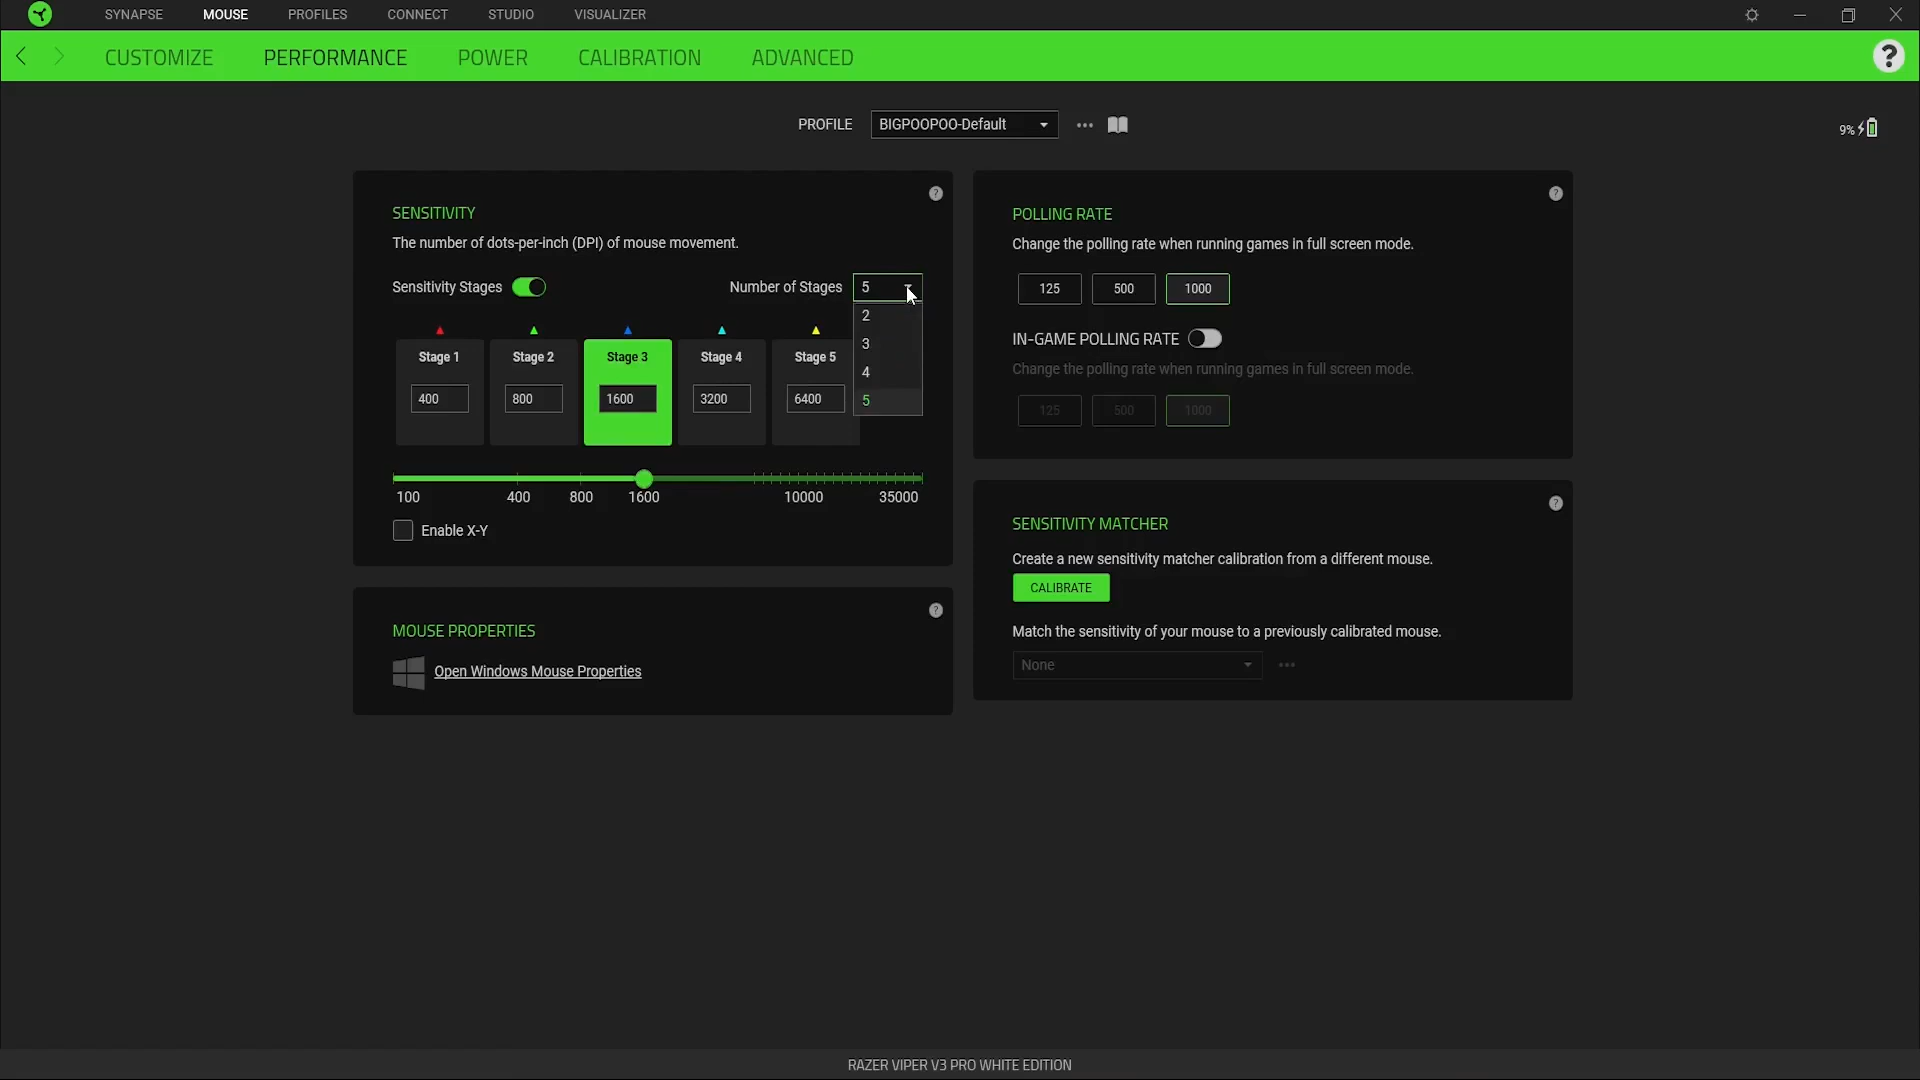 SYNAPSE MOUSE PROFILES CONNECT STUDIO VISUALIZER
CUSTOMIZE PERFORMANCE POWER CALIBRATION ADVANCED
?
PROFILE BIGPOOPOO-Default
9%
?
SENSITIVITY
The number of dots-per-inch (DPI) of mouse movement.
Sensitivity Stages Number of Stages 5
2
3
4
5
Stage 1 Stage 2 Stage 3 Stage 4 Stage 5
400 800 1600 3200 6400
100 400 800 1600 10000 35000
Enable X-Y
?
MOUSE PROPERTIES
Open Windows Mouse Properties
?
POLLING RATE
Change the polling rate when running games in full screen mode.
125 500 1000
IN-GAME POLLING RATE
Change the polling rate when running games in full screen mode.
125 500 1000
?
SENSITIVITY MATCHER
Create a new sensitivity matcher calibration from a different mouse.
CALIBRATE
Match the sensitivity of your mouse to a previously calibrated mouse.
None
RAZER VIPER V3 PRO WHITE EDITION